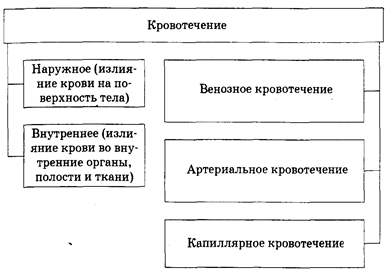 Кровотечение
Наружное (излия-
ние крови на по-
верхность тела)
Внутреннее (изли-
яние крови во вну-
тренние органы,
полости и ткани)
Венозное кровотечение
Артериальное кровотечение
Капиллярное кровотечение